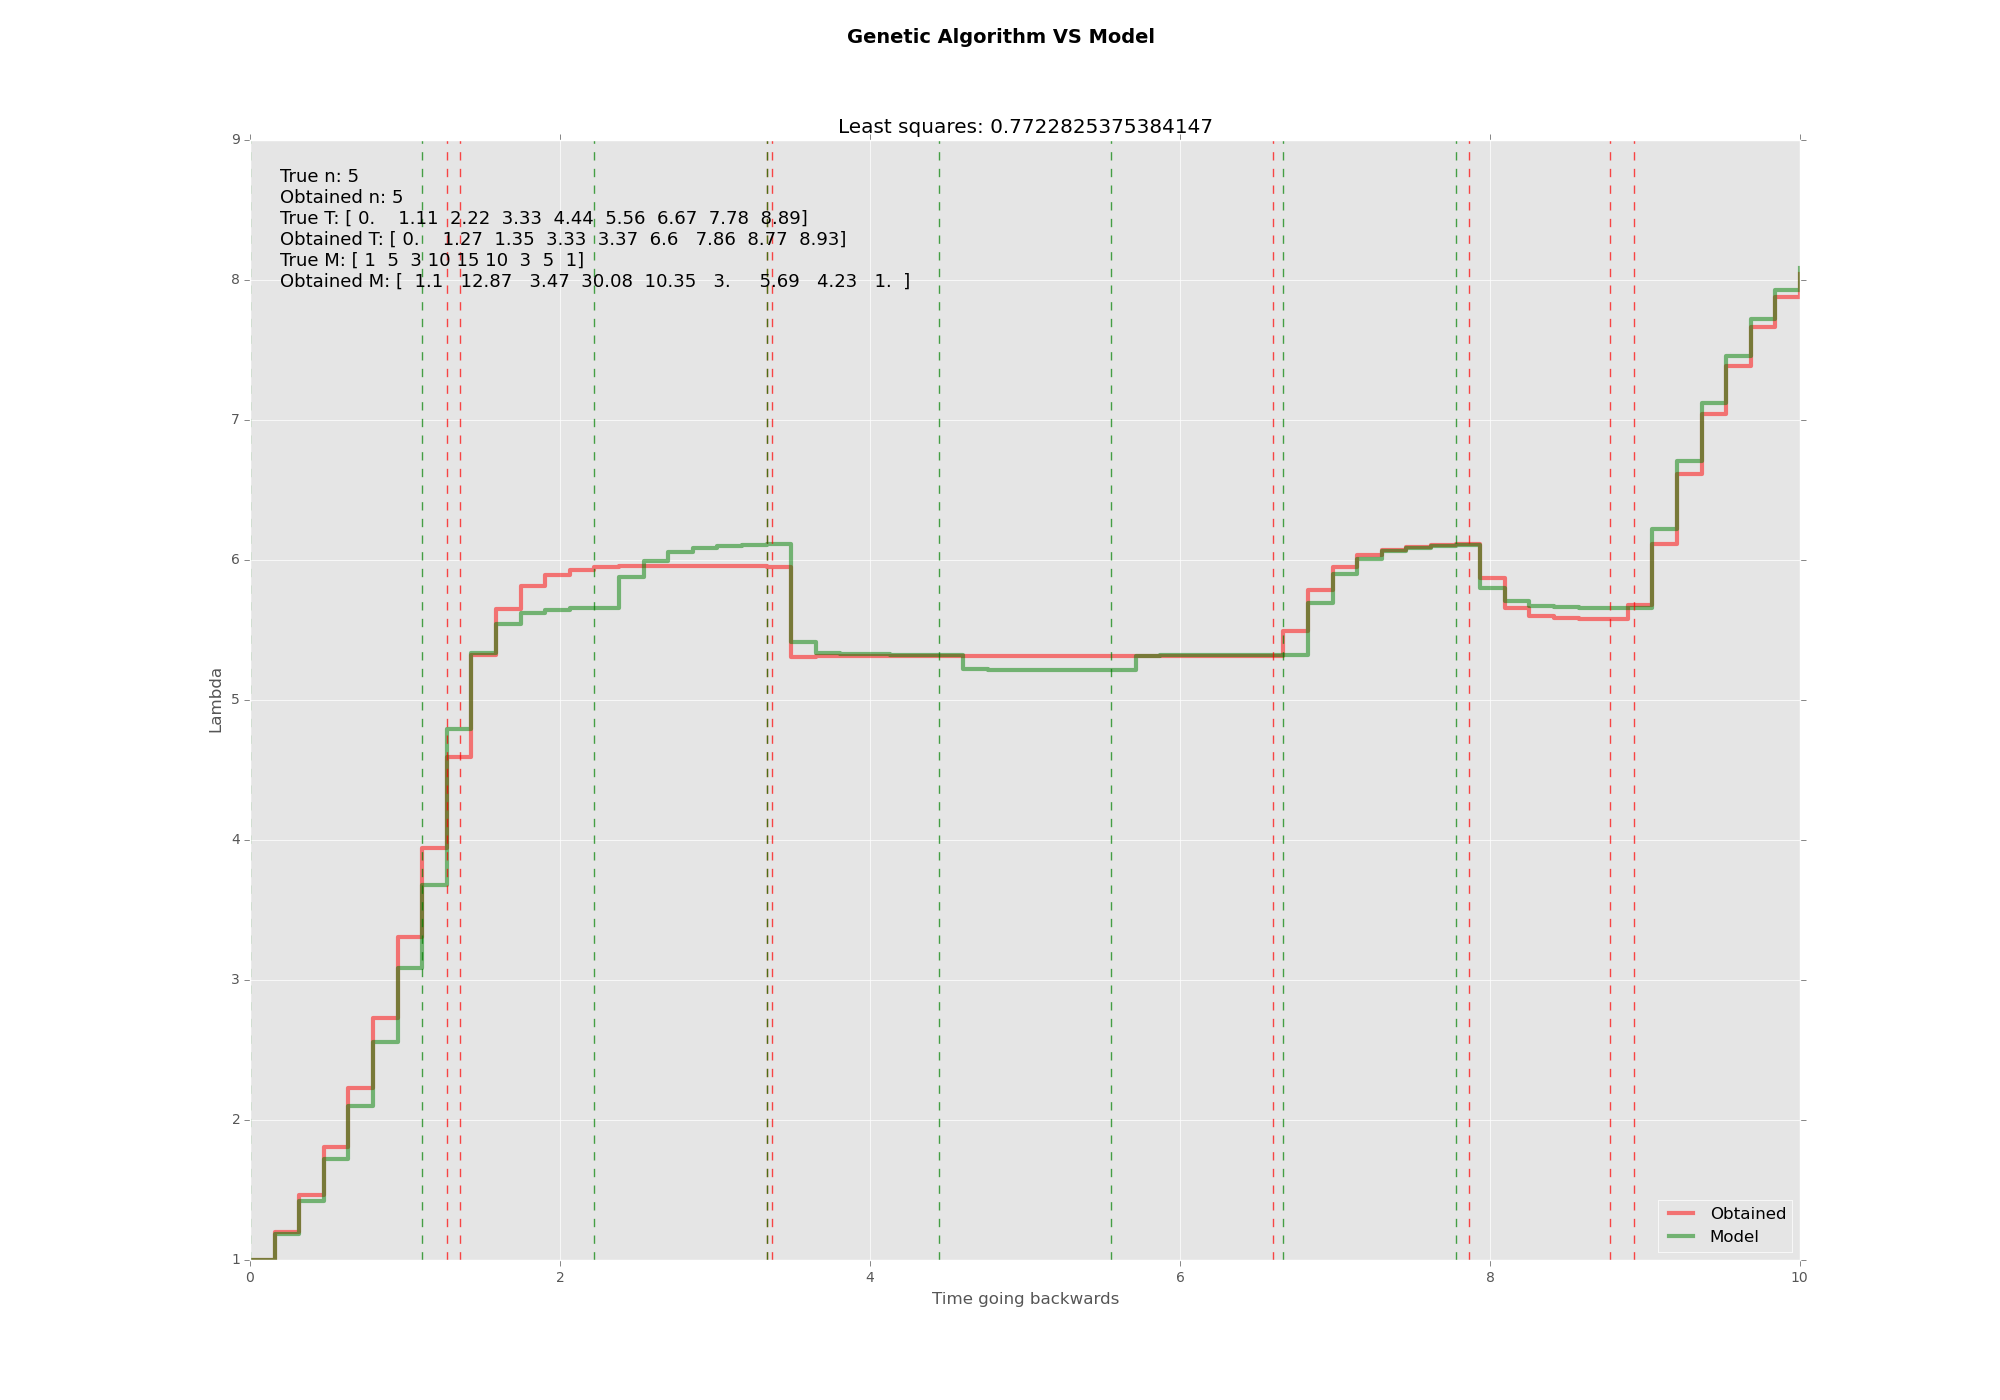 Genetic Algorithm VS Model
Least squares: 0.7722825375384147
9
8
7
6
5
4
3
2
1
True n: 5
Obtained n: 5
True T: [ 0.    1.11  2.22  3.33  4.44  5.56  6.67  7.78  8.89]
Obtained T: [ 0.    1.27  1.35  3.33  3.37  6.6   7.86  8.77  8.93]
True M: [ 1  5  3 10 15 10  3  5  1]
Obtained M: [  1.1   12.87   3.47  30.08  10.35   3.     5.69   4.23   1.  ]
Lambda
Obtained
Model
0 2 4 6 8 10
Time going backwards